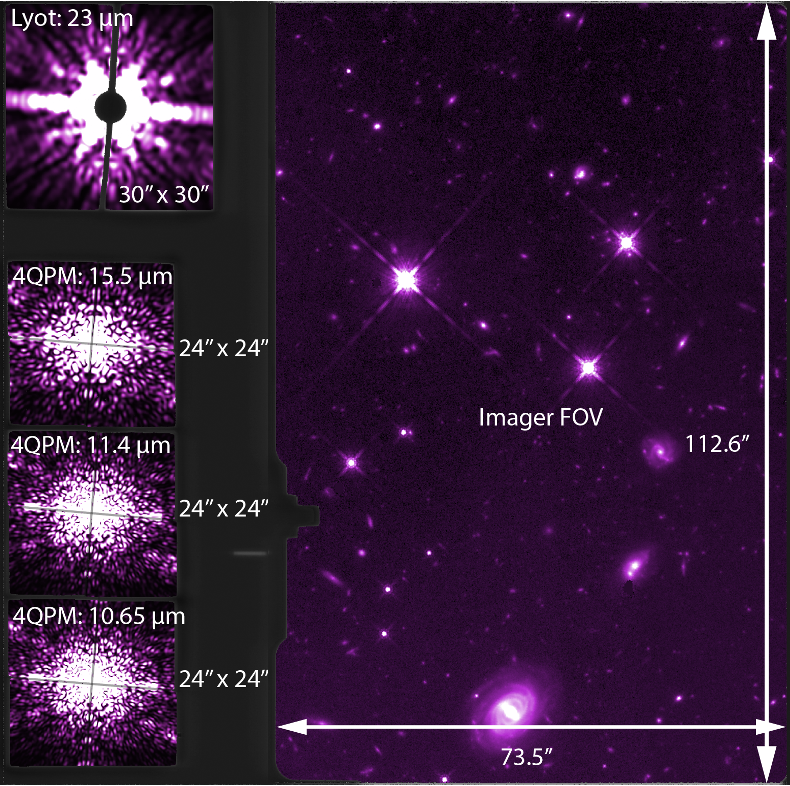 Lyot: 23 µm
30” x 30”
4QPM: 15.5 µm
24” x 24”
4QPM: 11.4 µm
24” x 24”
4QPM: 10.65 µm
24” x 24”
Imager FOV
112.6”
73.5”